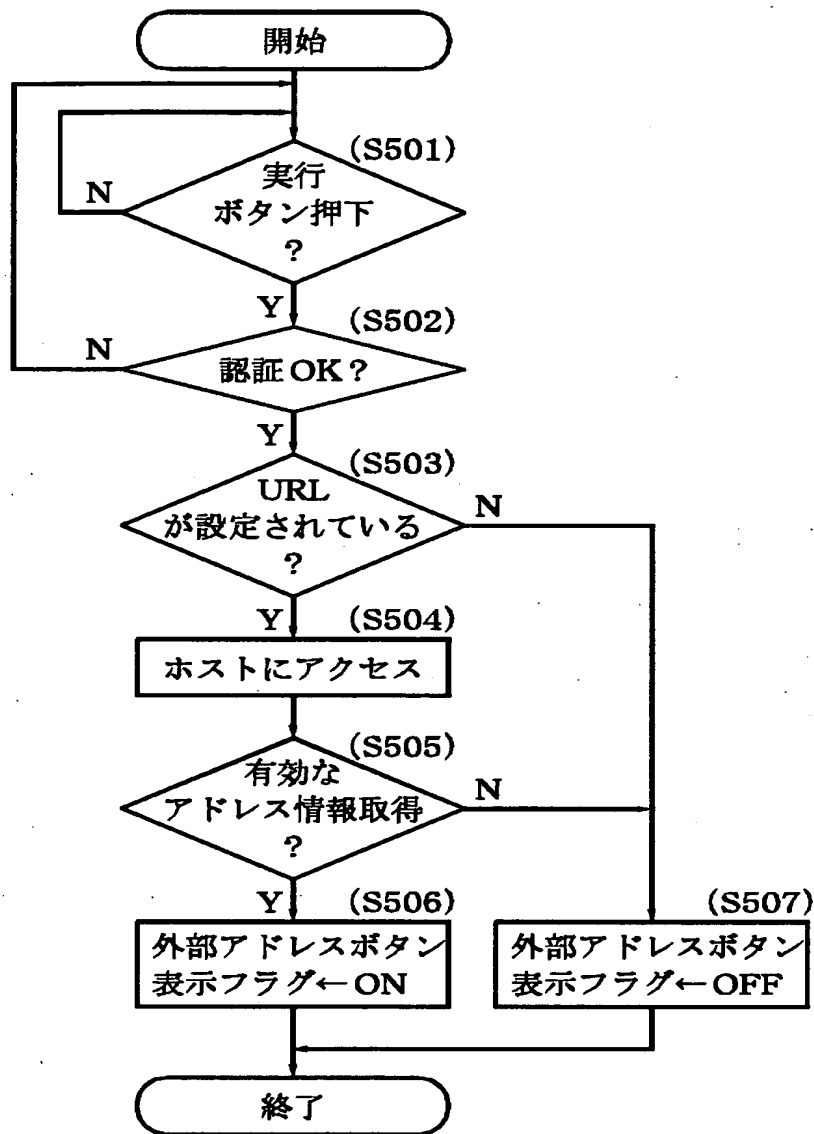 開始
(S501)
実行
ボタン押下
?
N
Y
(S502)
認証OK?
N
Y
(S503)
URL
が設定されている
?
N
Y
(S504)
ホストにアクセス
(S505)
有効な
アドレス情報取得
?
N
Y
(S506)
外部アドレスボタン
表示フラグ←ON
(S507)
外部アドレスボタン
表示フラグ←OFF
終了